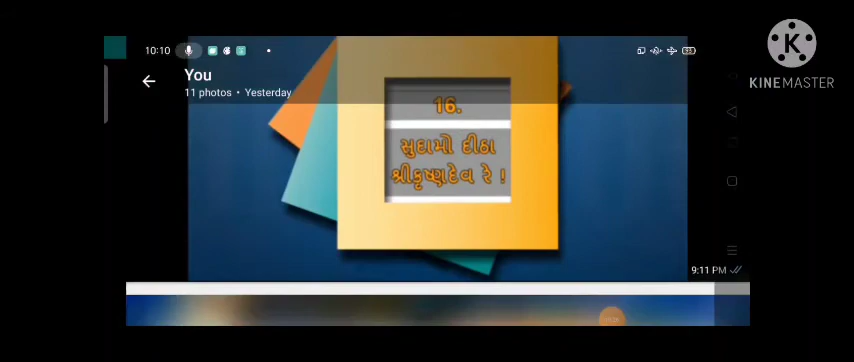 10:10
You
11 photos • Yesterday
16.
સુદામો દીઠા
શ્રીકૃષ્ણદેવ રે !
9:11 PM
K
KINEMASTER